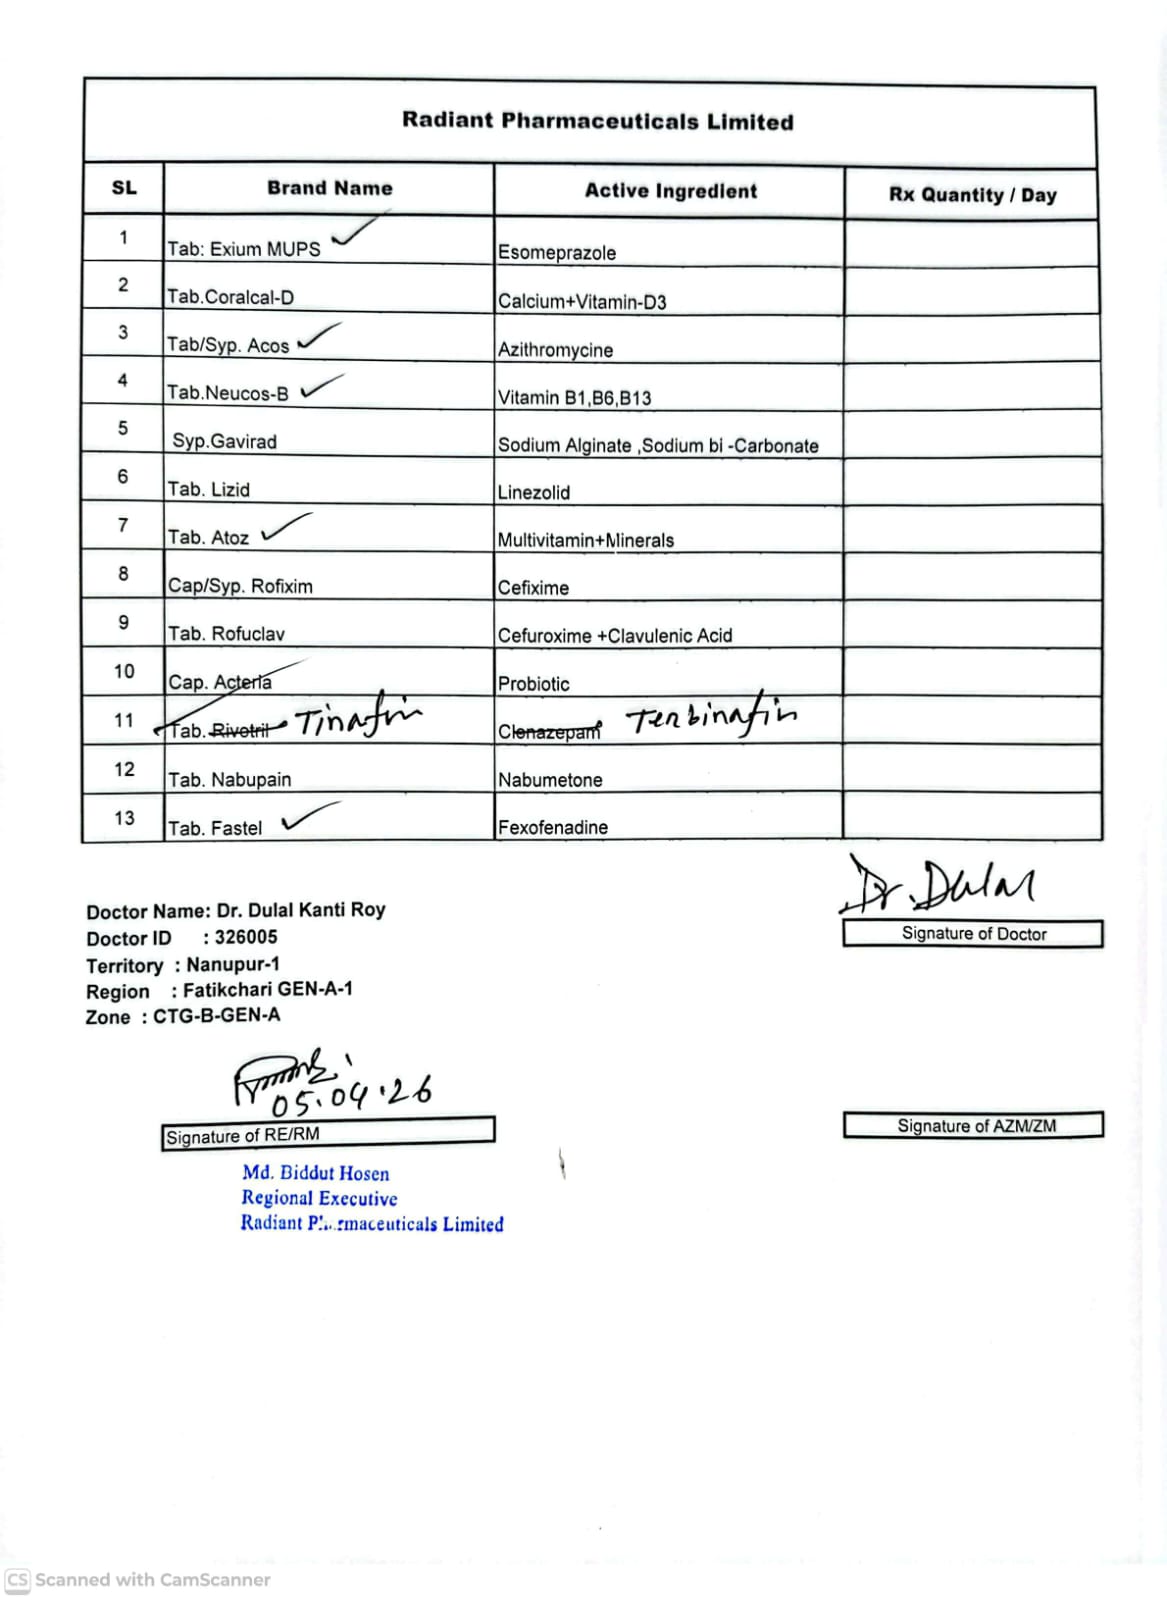 Radiant Pharmaceuticals Limited
SL Brand Name Active Ingredient Rx Quantity / Day
1 Tab: Exium MUPS ✓ Esomeprazole
2 Tab.Coralcal-D Calcium+Vitamin-D3
3 Tab/Syp. Acos ✓ Azithromycine
4 Tab.Neucos-B ✓ Vitamin B1,B6,B13
5 Syp.Gavirad Sodium Alginate ,Sodium bi -Carbonate
6 Tab. Lizid Linezolid
7 Tab. Atoz ✓ Multivitamin+Minerals
8 Cap/Syp. Rofixim Cefixime
9 Tab. Rofuclav Cefuroxime +Clavulenic Acid
10 Cap. Acteria Probiotic
11 Tab. Rivotril Tinafin Clonazepam Terbinafin
12 Tab. Nabupain Nabumetone
13 Tab. Fastel ✓ Fexofenadine
Dr. Dulal
Signature of Doctor
Doctor Name: Dr. Dulal Kanti Roy
Doctor ID : 326005
Territory : Nanupur-1
Region : Fatikchari GEN-A-1
Zone : CTG-B-GEN-A
05.04.26
Signature of RE/RM
Signature of AZM/ZM
Md. Biddut Hosen
Regional Executive
Radiant Pharmaceuticals Limited
CS Scanned with CamScanner